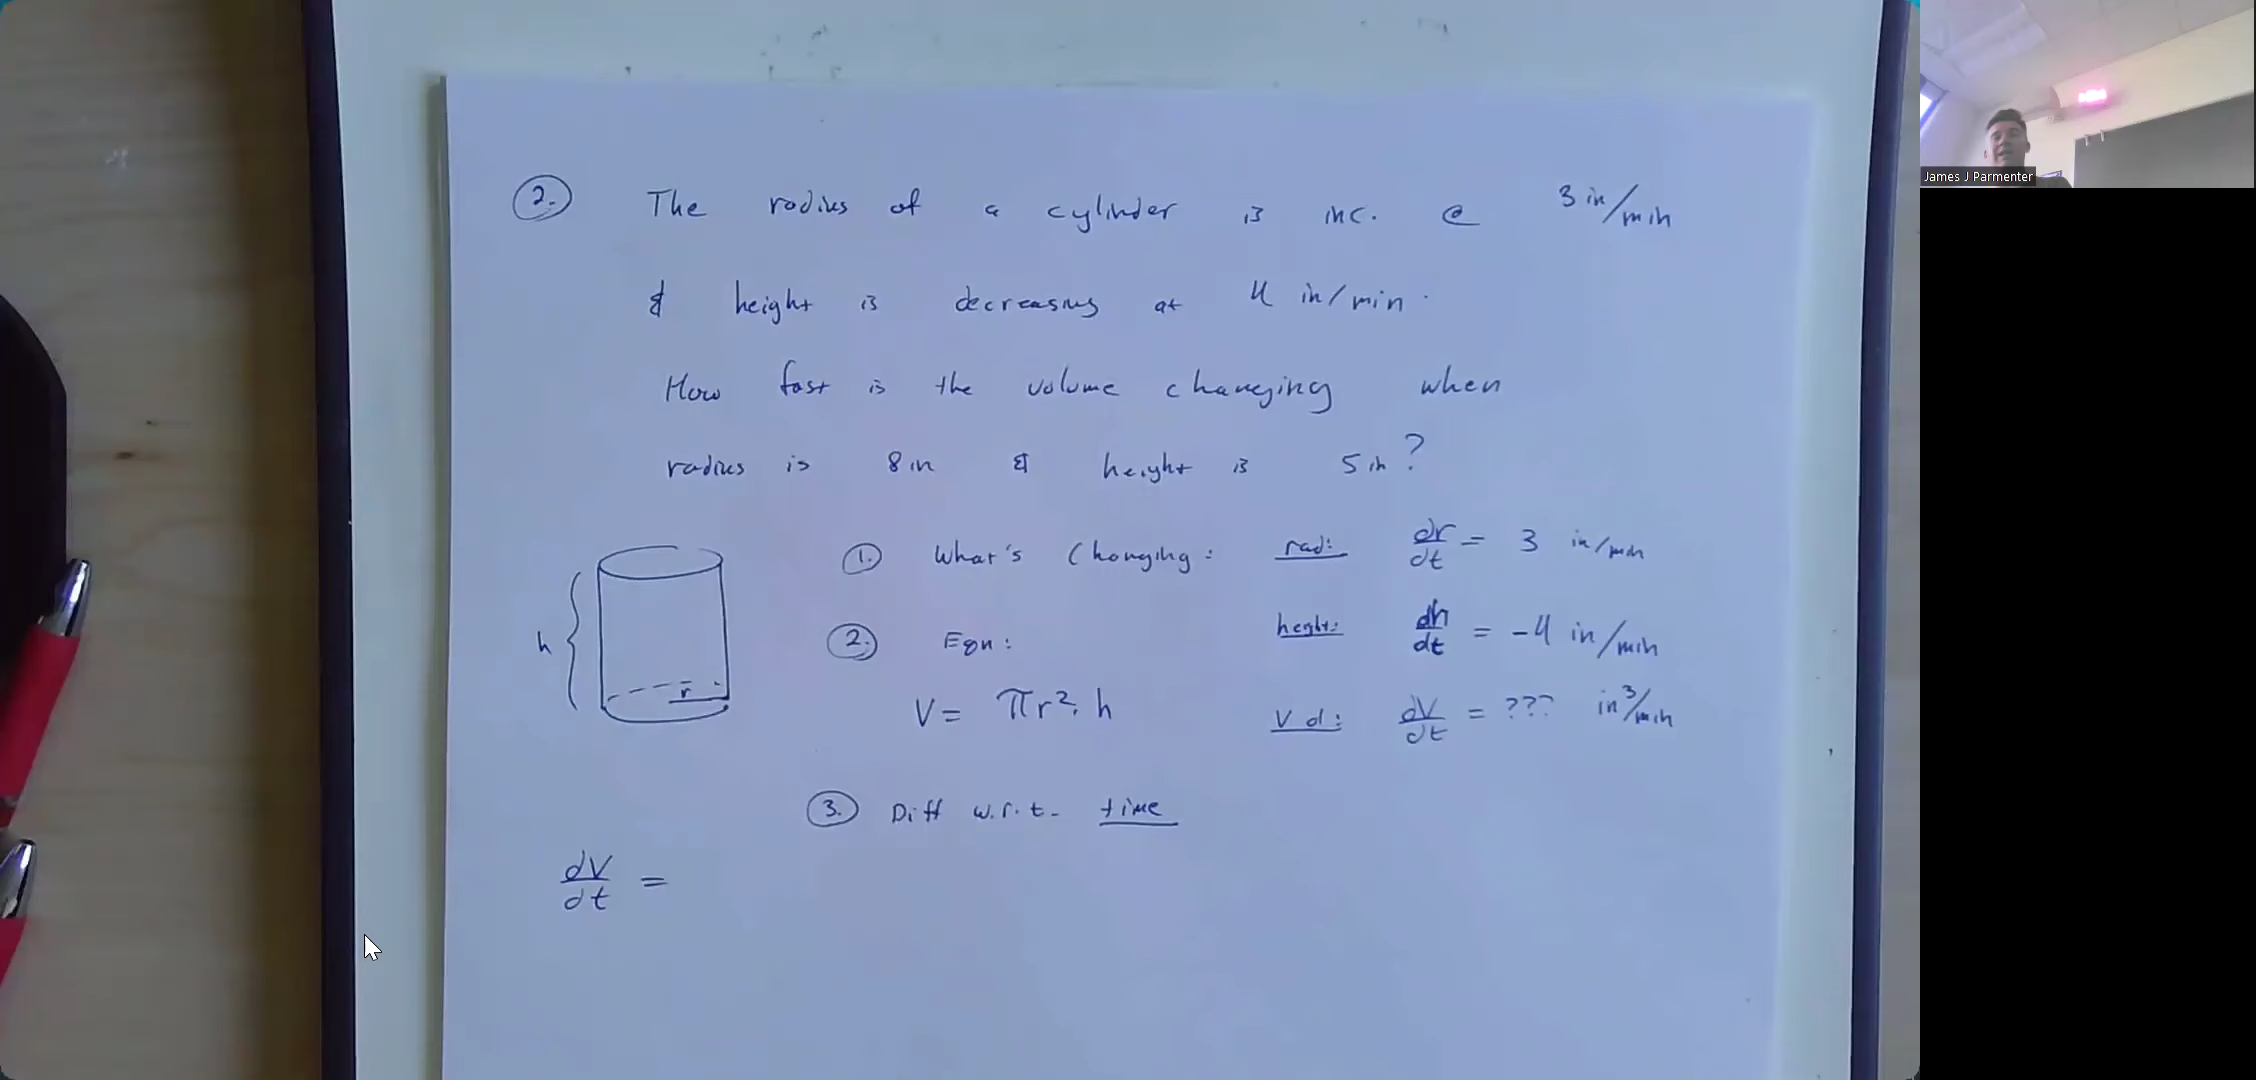 2. The radius of a cylinder is inc. @ 3 in/min
& height is decreasing at 4 in/min.
How fast is the volume changing when
radius is 8 in & height is 5 in?
1. What's Changing: rad: dr/dt = 3 in/min
height: dh/dt = -4 in/min
2. Eqn:
V = πr². h
Vol: dV/dt = ??? in³/min
h
r
3. Diff w.r.t. time
dV/dt =
James J Parmenter